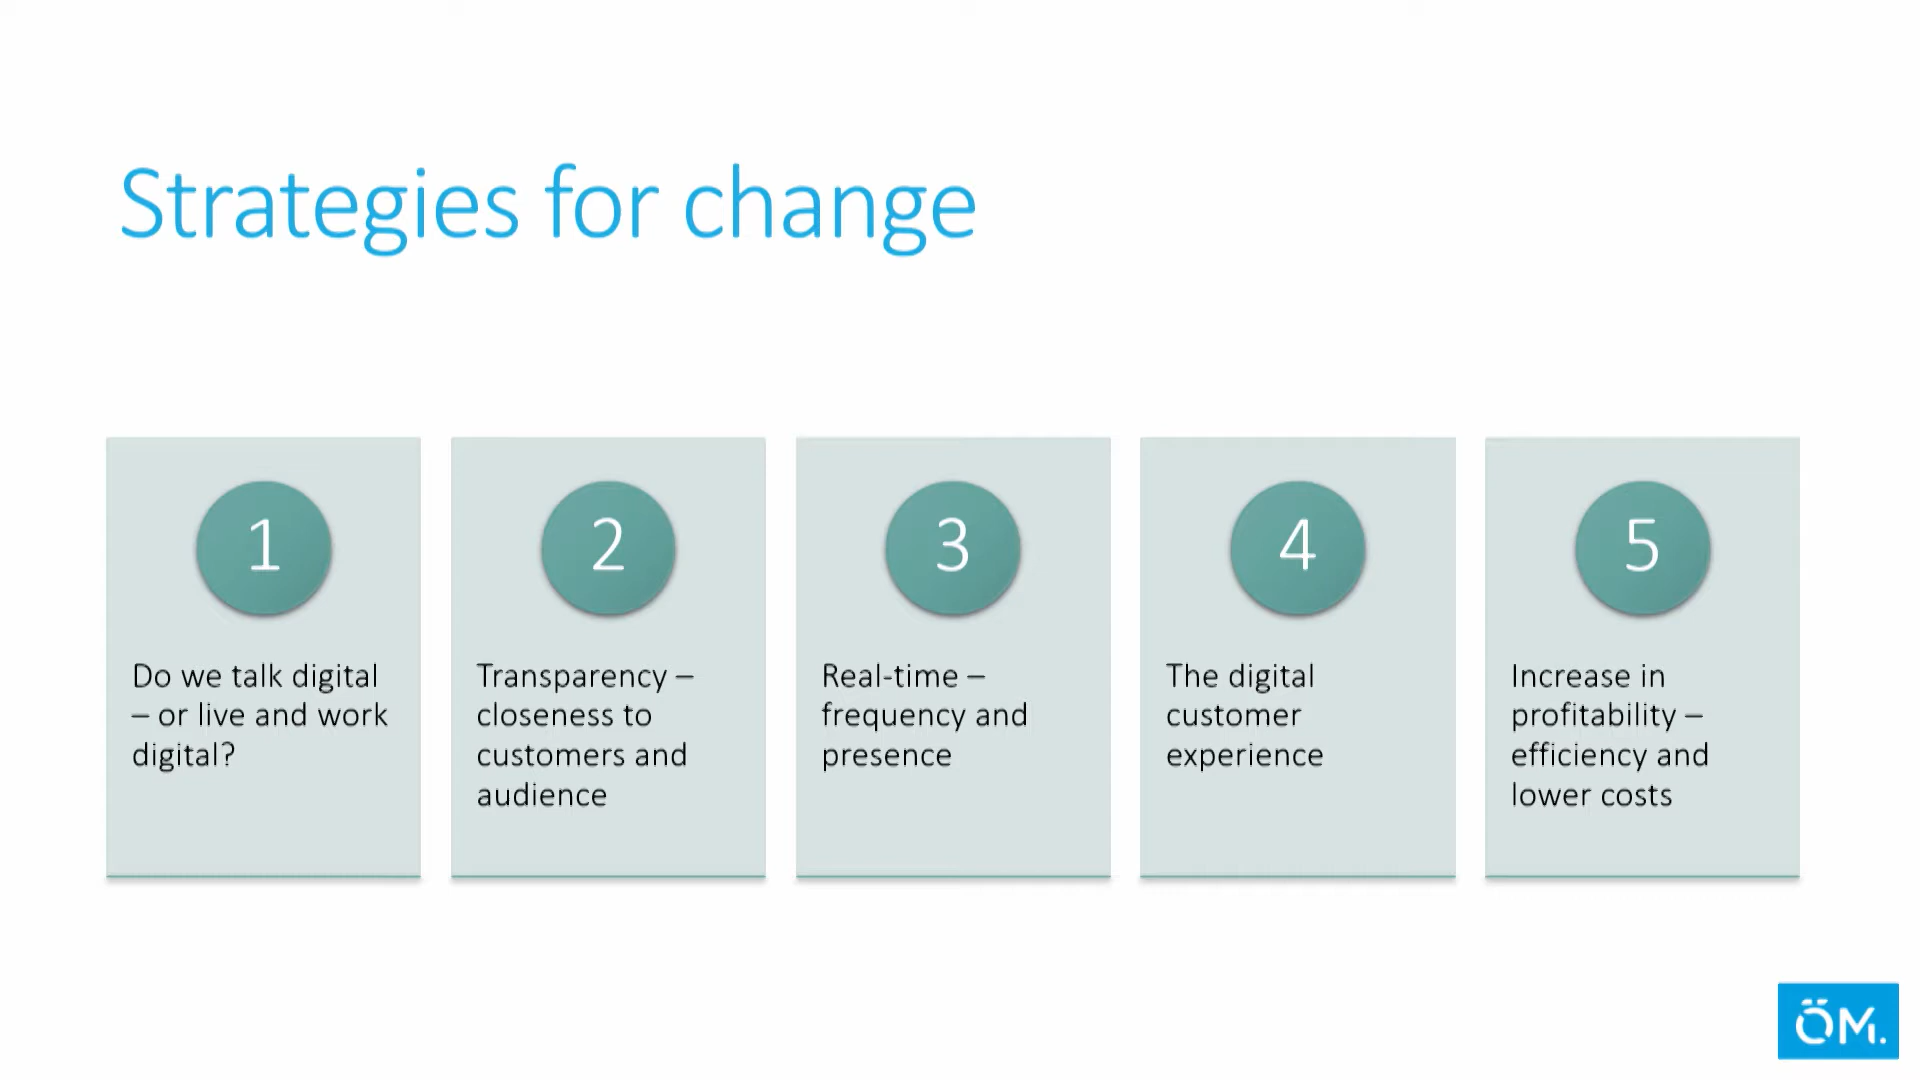 Strategies for change
1
Do we talk digital
– or live and work
digital?
2
Transparency –
closeness to
customers and
audience
3
Real-time –
frequency and
presence
4
The digital
customer
experience
5
Increase in
profitability –
efficiency and
lower costs
ÖM.